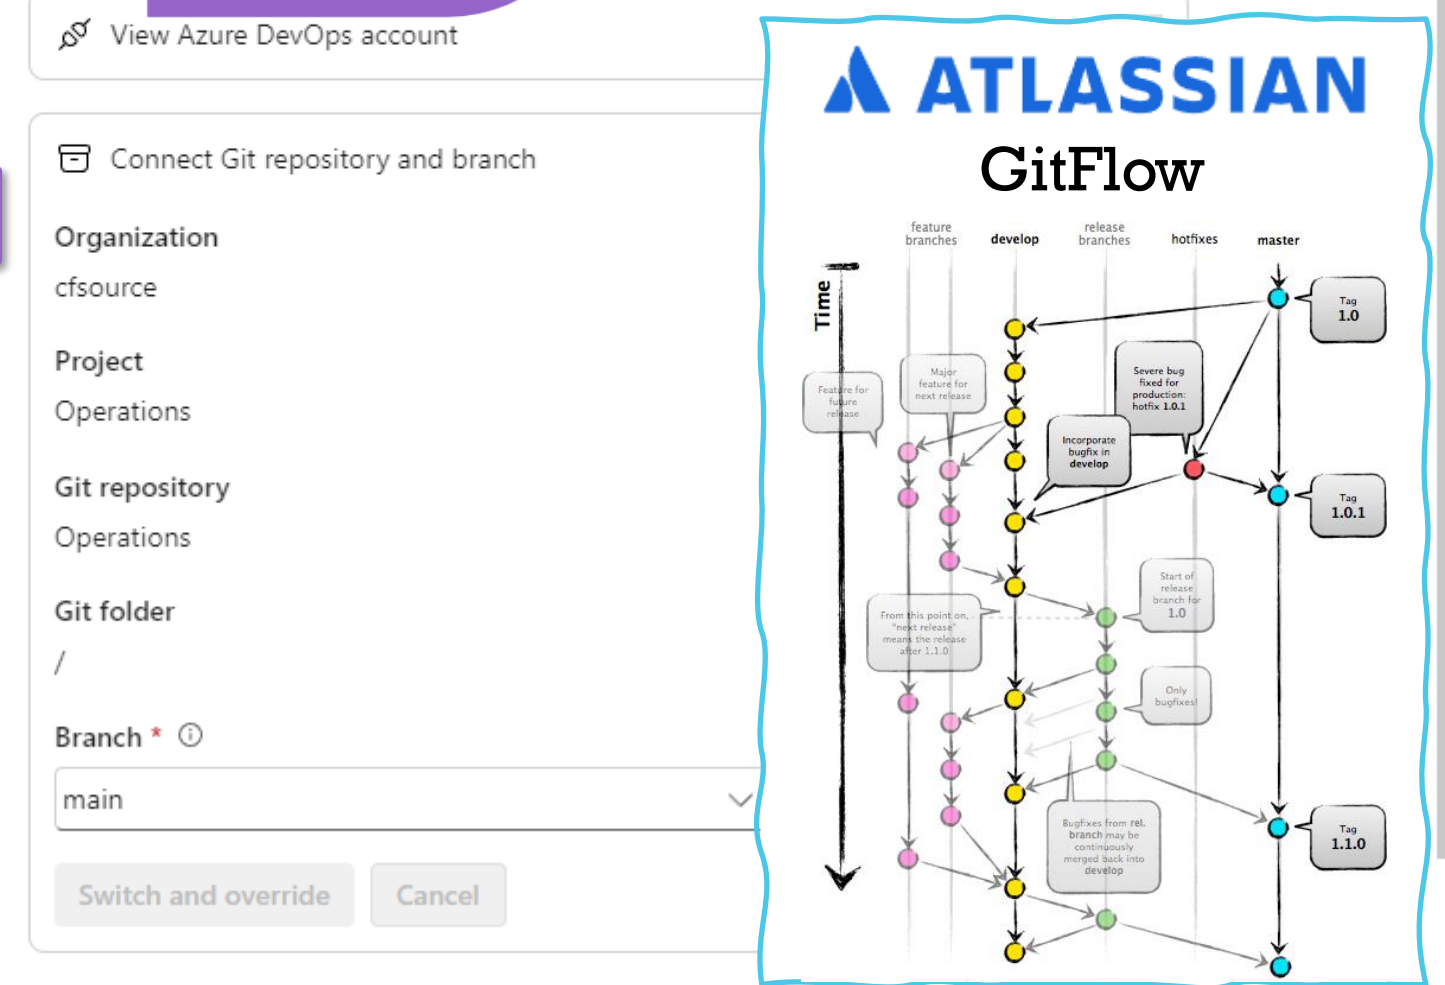 View Azure DevOps account
Connect Git repository and branch
Organization
cfsource
Project
Operations
Git repository
Operations
Git folder
/
Branch *
main
Switch and override
Cancel
ATLASSIAN
GitFlow
feature
branches
develop
release
branches
hotfixes
master
Time
Tag
1.0
Feature for
future
release
Major
feature for
next release
Severe bug
fixed for
production:
hotfix 1.0.1
Incorporate
bugfix in
develop
Tag
1.0.1
Start of
release
branch for
1.0
From this point on,
"next release"
means the release
after 1.1.0
Only
bugfixes!
Bugfixes from rel.
branch may be
continuously
merged back into
develop
Tag
1.1.0